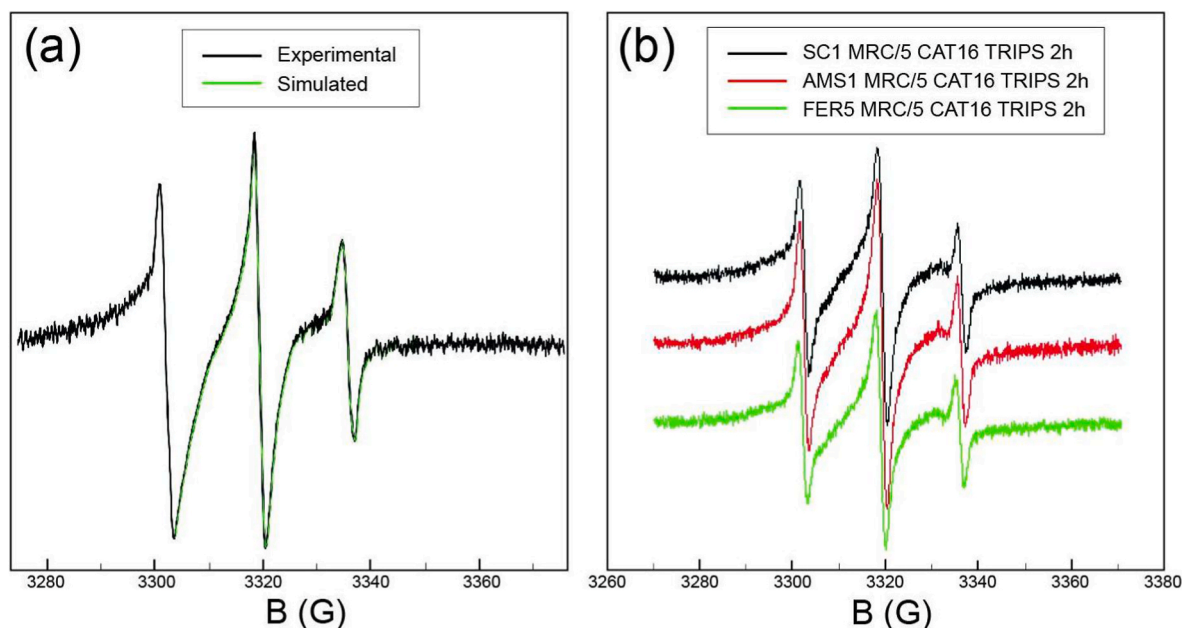 (a)
Experimental
Simulated
3280 3300 3320 3340 3360
B (G)
(b)
SC1 MRC/5 CAT16 TRIPS 2h
AMS1 MRC/5 CAT16 TRIPS 2h
FER5 MRC/5 CAT16 TRIPS 2h
3260 3280 3300 3320 3340 3360 3380
B (G)